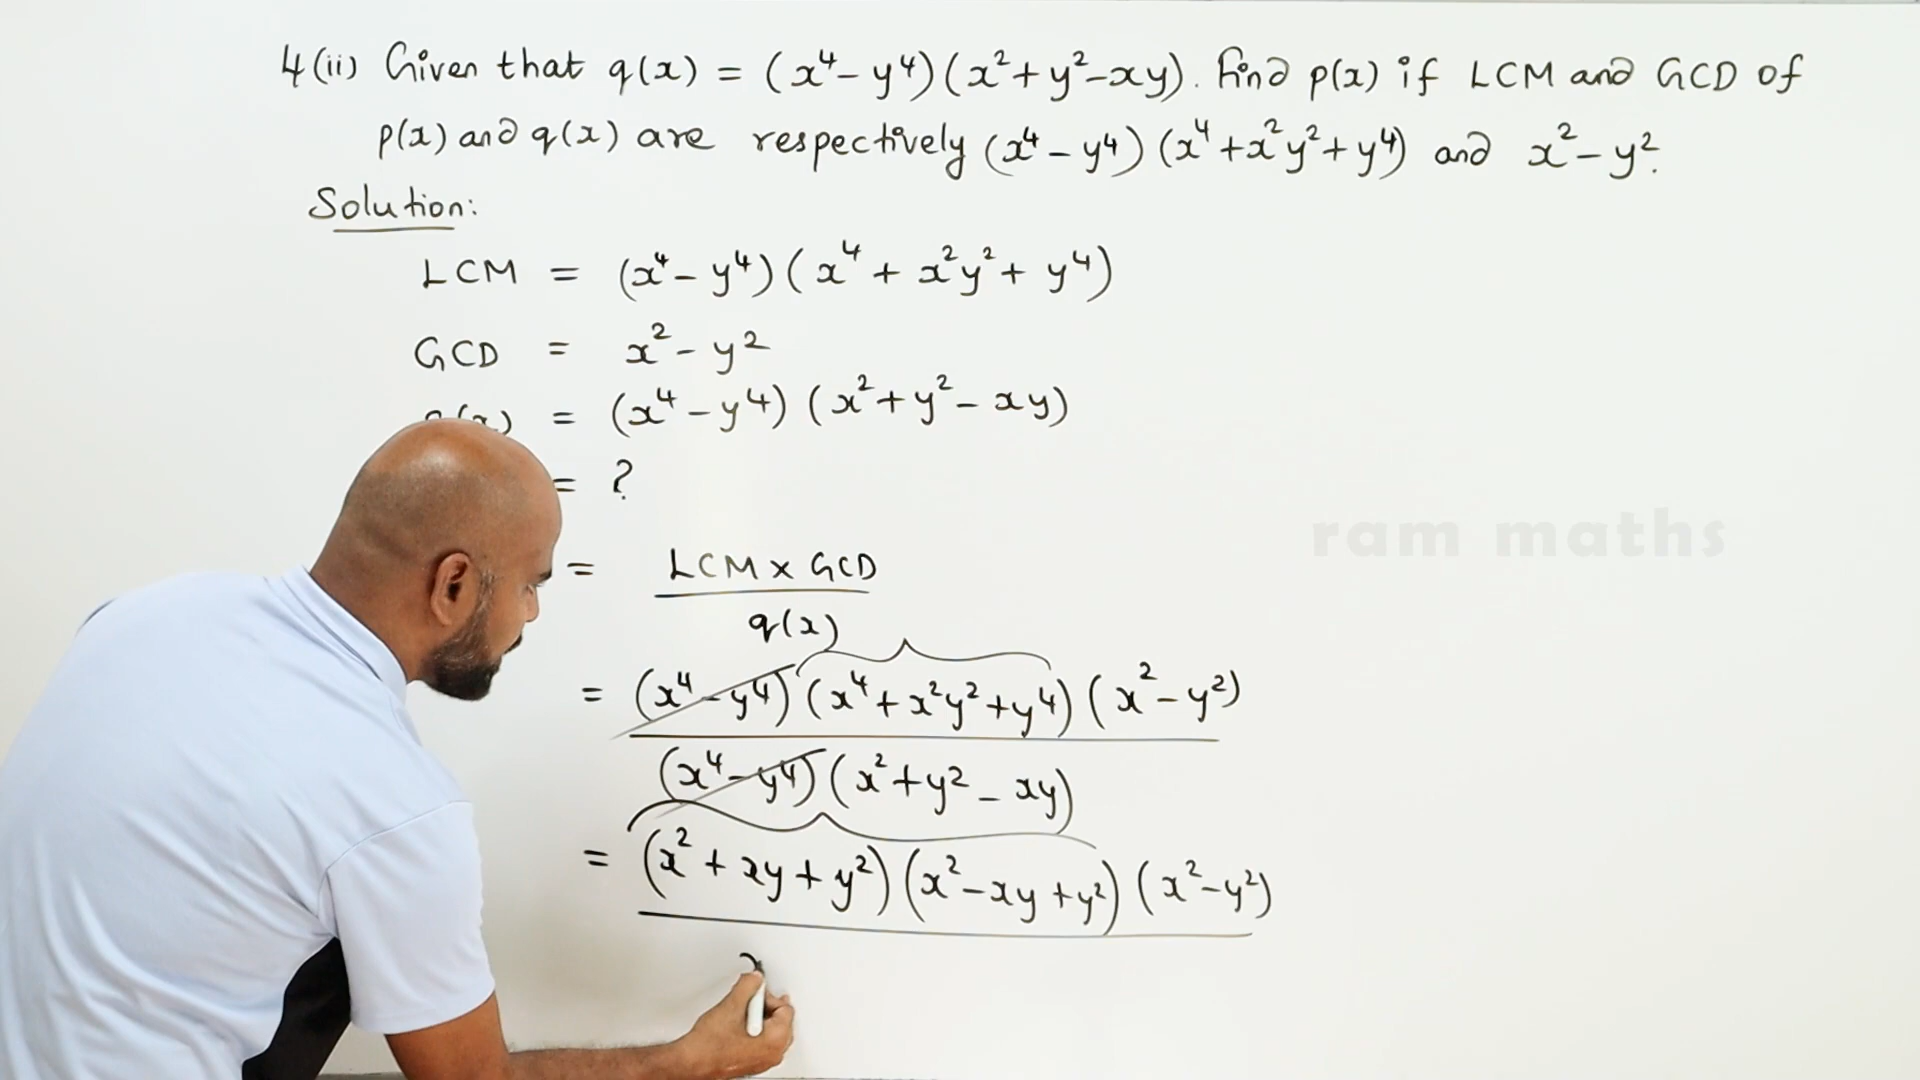 4(ii) Given that q(x) = (x⁴- y⁴)(x²+y²-xy). Find p(x) if LCM and GCD of
p(x) and q(x) are respectively (x⁴-y⁴)(x⁴+x²y²+y⁴) and x²-y².
Solution:
LCM = (x⁴-y⁴)(x⁴+x²y²+y⁴)
GCD = x²-y²
= (x⁴-y⁴)(x²+y²-xy)
= ?
= LCM x GCD
q(x)
ram maths
= (x⁴-y⁴)(x⁴+x²y²+y⁴)(x²-y²)
(x⁴-y⁴)(x²+y²-xy)
= (x²+xy+y²)(x²-xy+y²)(x²-y²)